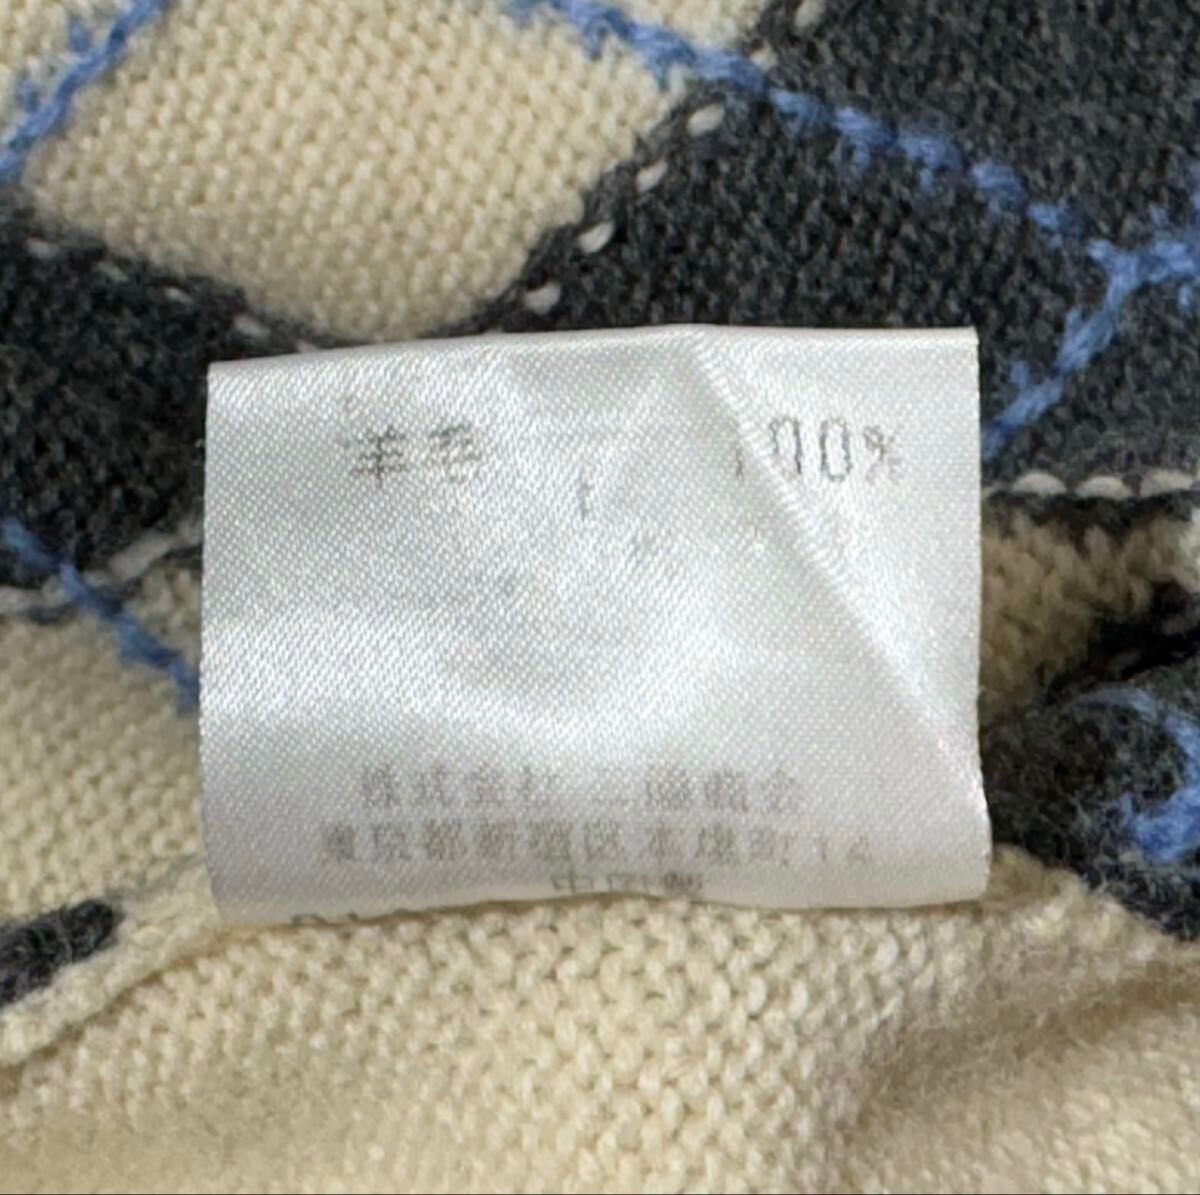 羊毛 100%
株式会社 三陽商会
東京都新宿区本塩町14
中国製